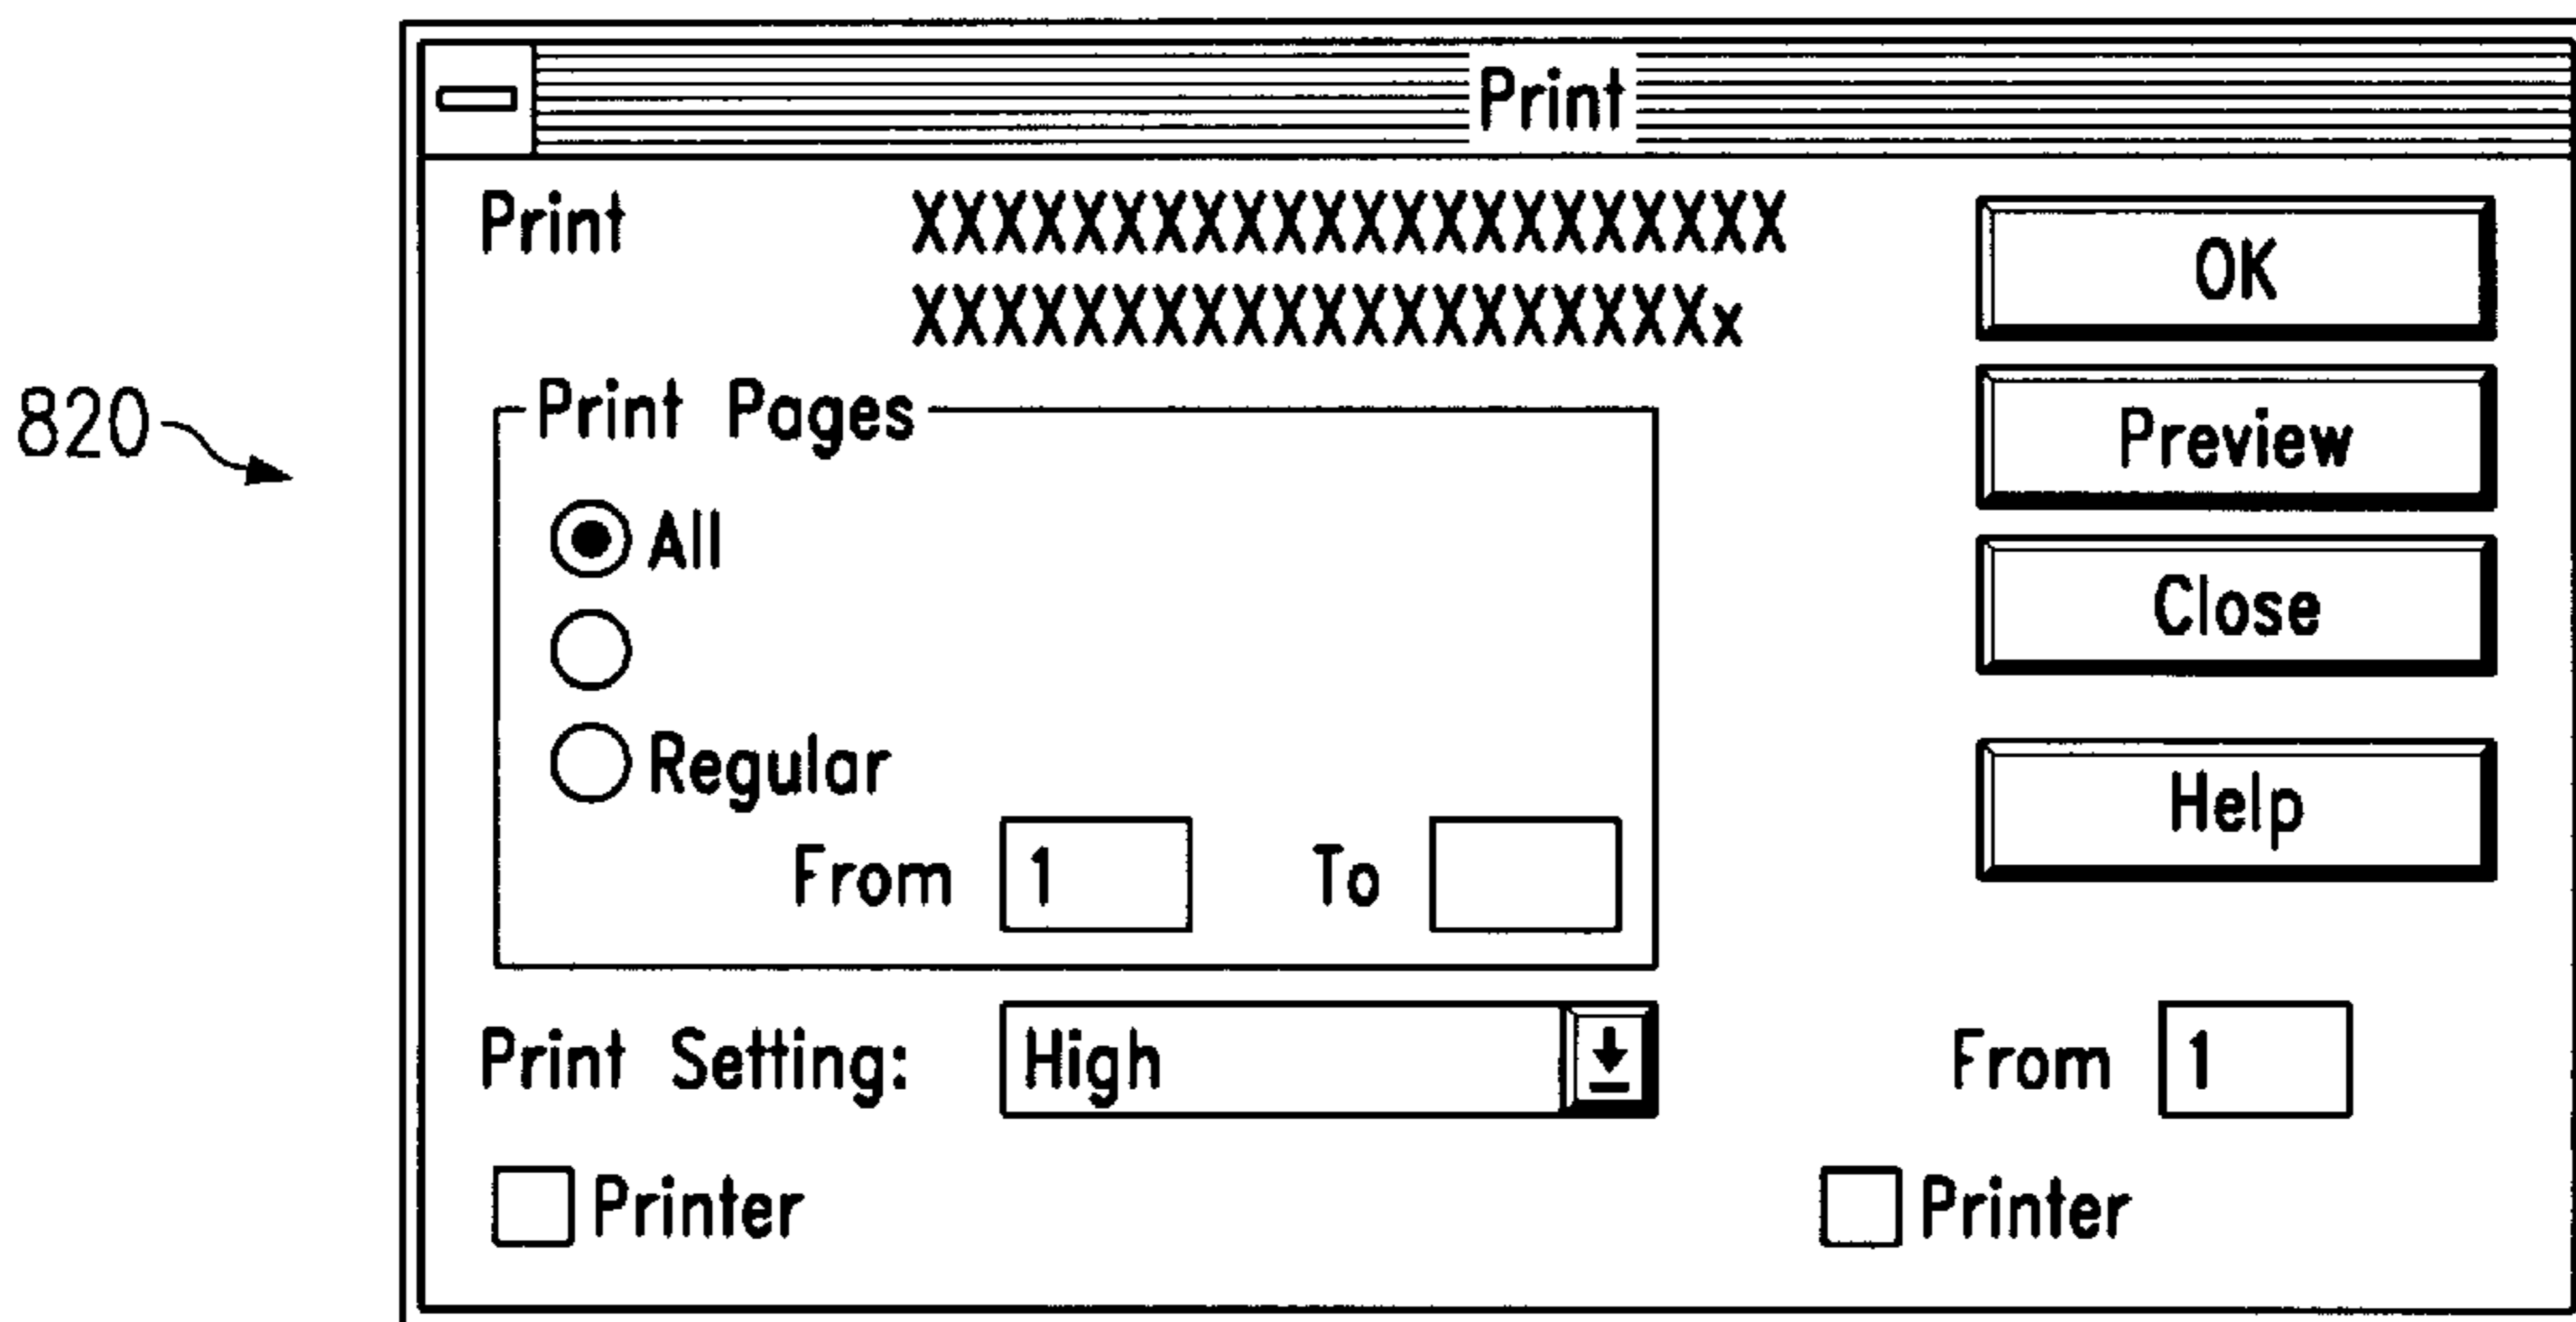 Print
Print XXXXXXXXXXXXXXXXXXXXXX
OK
XXXXXXXXXXXXXXXXXXXXx
820
Print Pages
Preview
All
Close
Regular
Help
From 1 To
Print Setting: High From 1
Printer Printer